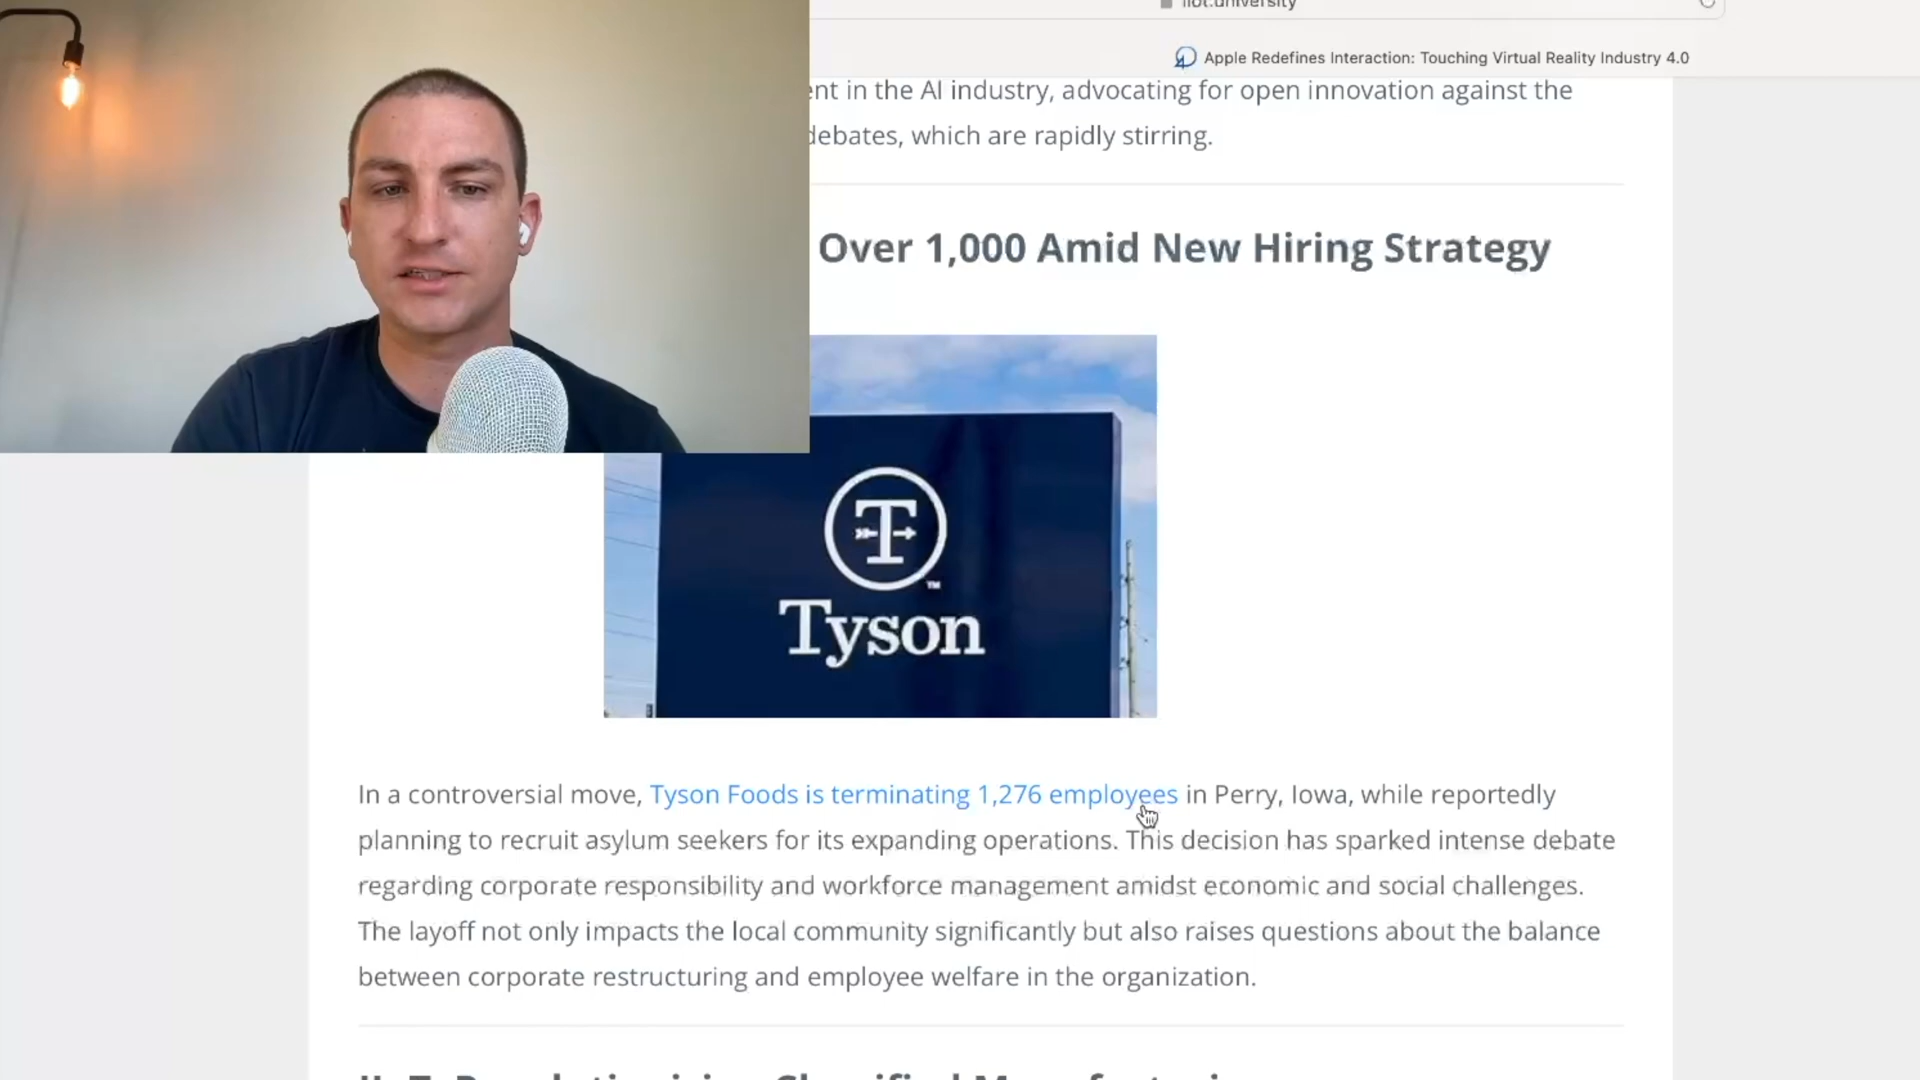 iiot.university
Apple Redefines Interaction: Touching Virtual Reality Industry 4.0
in the AI industry, advocating for open innovation against the
debates, which are rapidly stirring.
Over 1,000 Amid New Hiring Strategy
T
TM
Tyson
In a controversial move, Tyson Foods is terminating 1,276 employees in Perry, Iowa, while reportedly
planning to recruit asylum seekers for its expanding operations. This decision has sparked intense debate
regarding corporate responsibility and workforce management amidst economic and social challenges.
The layoff not only impacts the local community significantly but also raises questions about the balance
between corporate restructuring and employee welfare in the organization.